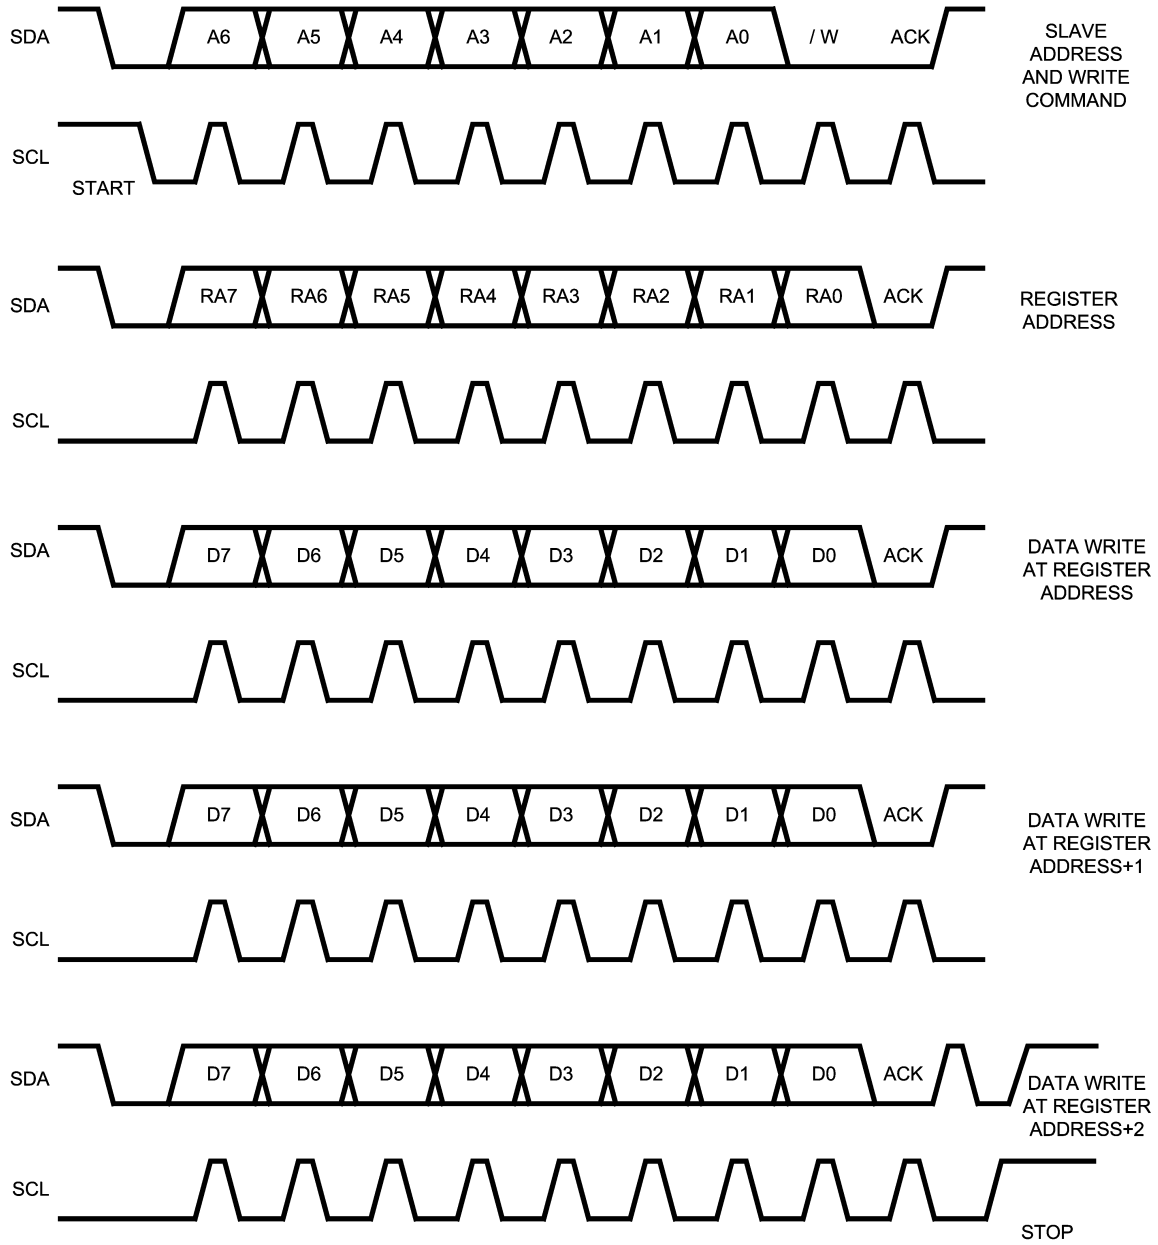 SDA A6 A5 A4 A3 A2 A1 A0 / W ACK
SLAVE
ADDRESS
AND WRITE
COMMAND
SCL
START
SDA RA7 RA6 RA5 RA4 RA3 RA2 RA1 RA0 ACK
REGISTER
ADDRESS
SCL
SDA D7 D6 D5 D4 D3 D2 D1 D0 ACK
DATA WRITE
AT REGISTER
ADDRESS
SCL
SDA D7 D6 D5 D4 D3 D2 D1 D0 ACK
DATA WRITE
AT REGISTER
ADDRESS+1
SCL
SDA D7 D6 D5 D4 D3 D2 D1 D0 ACK
DATA WRITE
AT REGISTER
ADDRESS+2
SCL
STOP